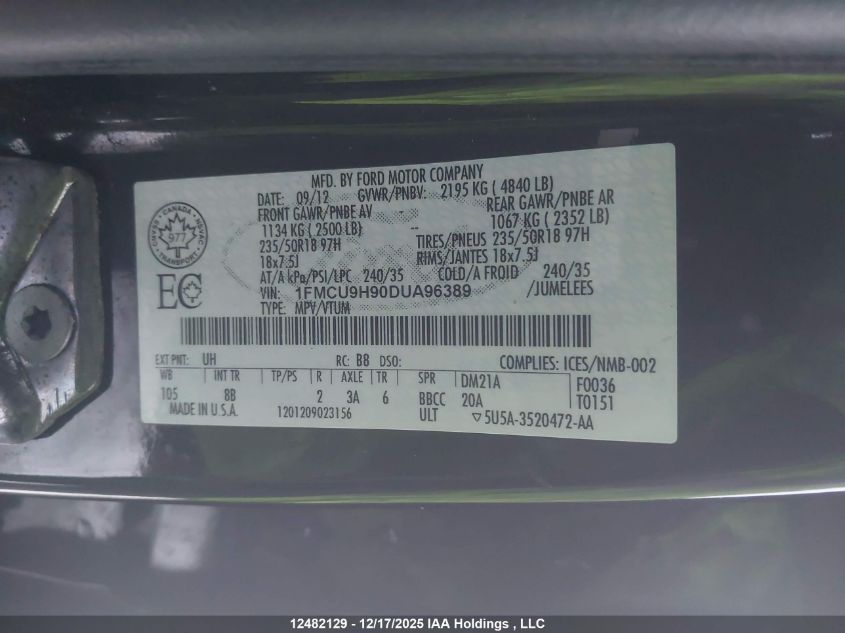 MFD. BY FORD MOTOR COMPANY
DATE: 09/12 GVWR/PNBV: 2195 KG ( 4840 LB)
FRONT GAWR/PNBE AV REAR GAWR/PNBE AR
1134 KG ( 2500 LB) -- 1067 KG ( 2352 LB)
235/50R18 97H TIRES/PNEUS 235/50R18 97H
18x7.5J RIMS/JANTES 18x7.5J
AT/A kPa/PSI/LPC 240/35 COLD/A FROID 240/35
VIN: 1FMCU9H90DUA96389 /JUMELEES
TYPE: MPV/VTUM
CANADA
977
TRANSPORT
EC
EXT PNT: UH RC: B8 DSO: COMPLIES: ICES/NMB-002
WB INT TR TP/PS R AXLE TR SPR DM21A F0036
105 8B 2 3A 6 BBCC 20A T0151
MADE IN U.S.A. 1201209023156 ULT ▽5U5A-3520472-AA
12482129 - 12/17/2025 IAA Holdings , LLC